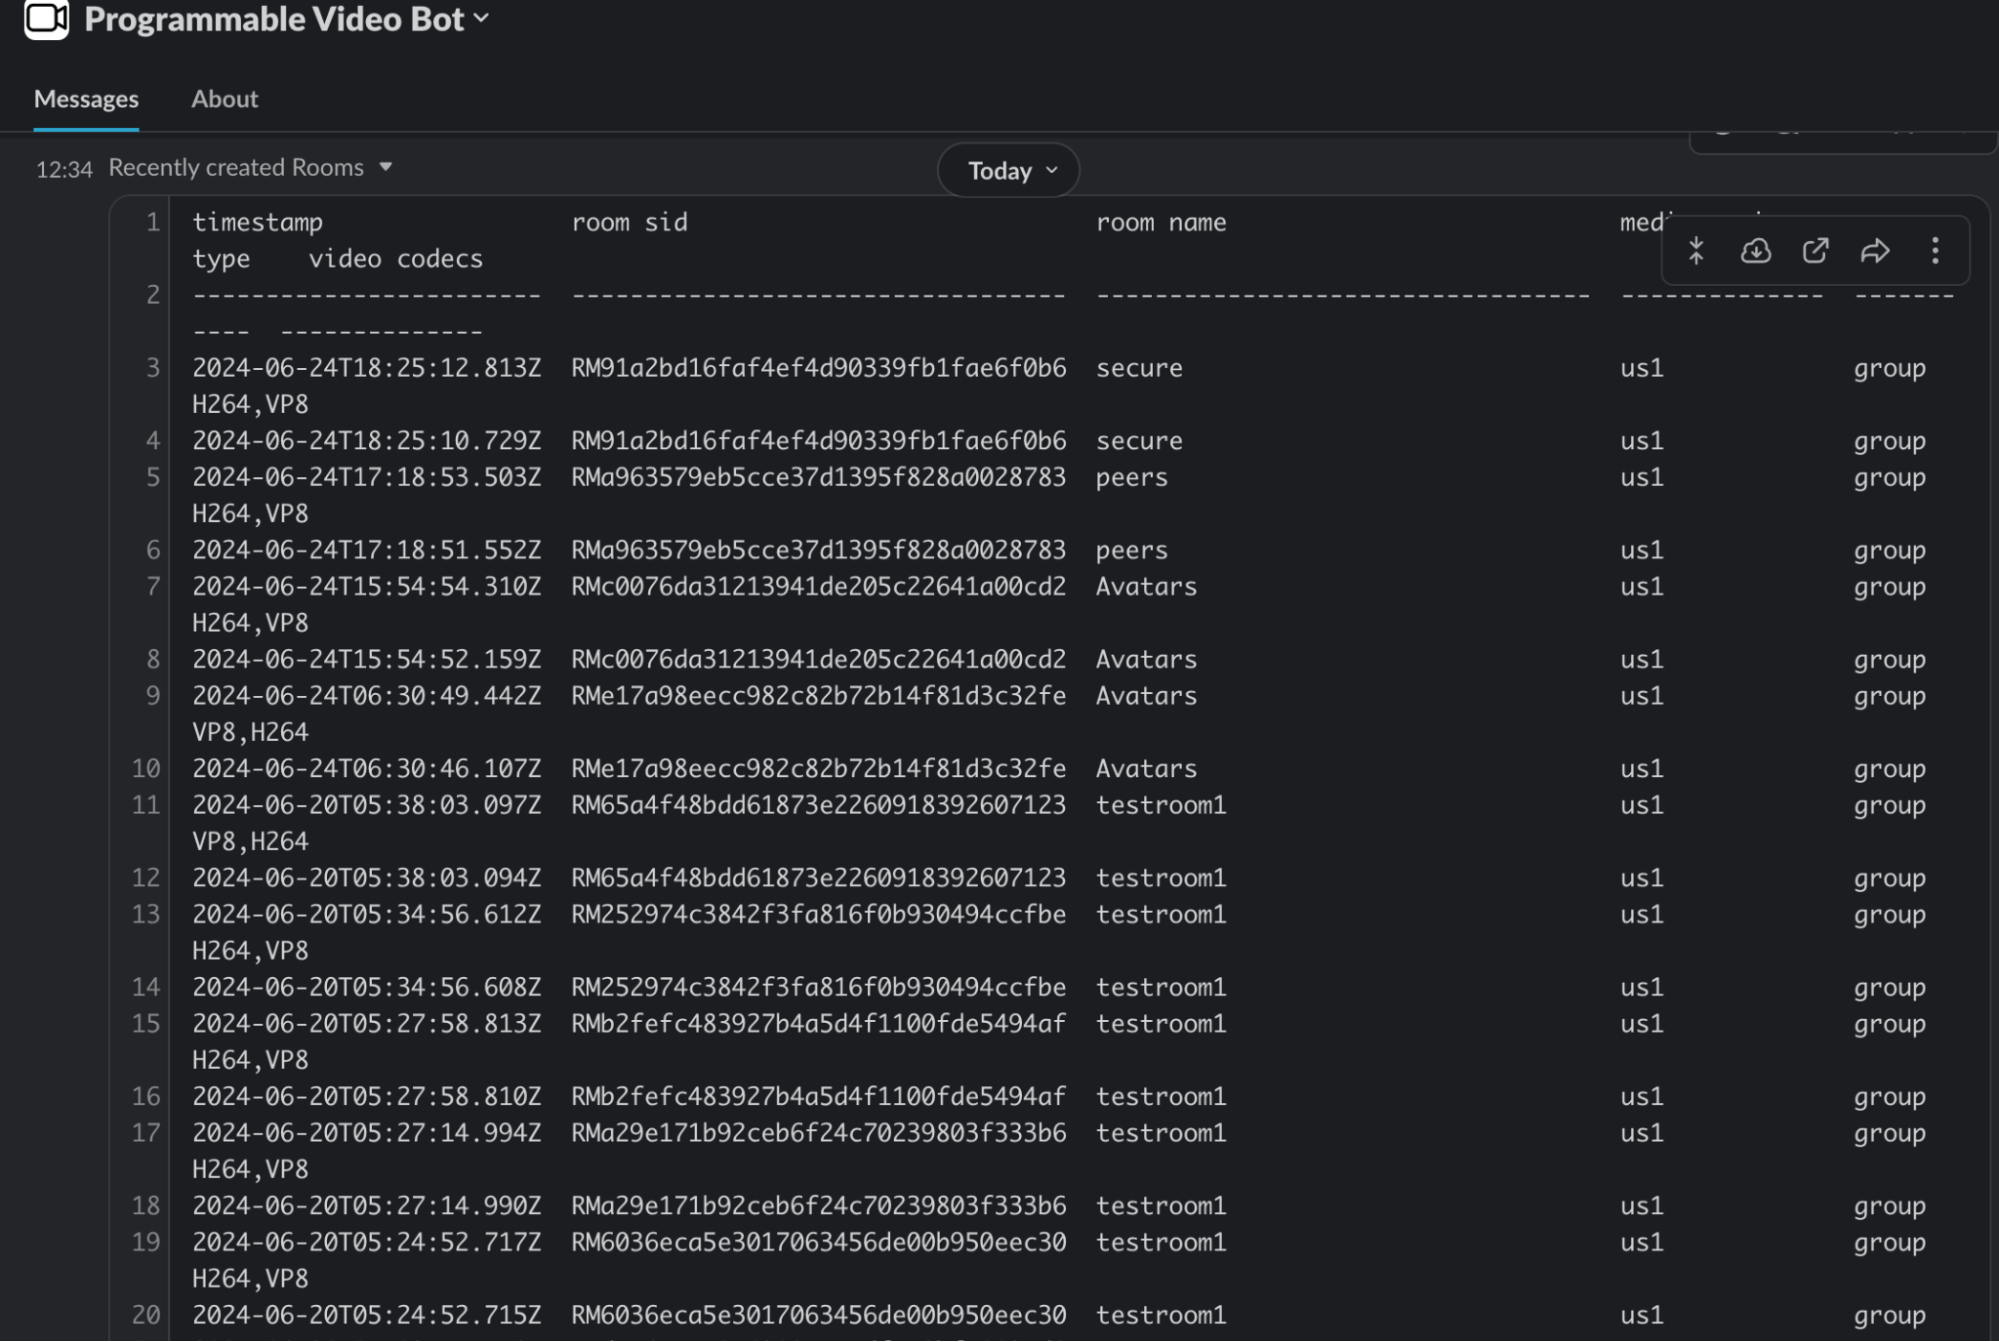 Programmable Video Bot
Messages About
12:34 Recently created Rooms Today
1 timestamp room sid room name
type video codecs
2 ------------------------ ---------------------------------- ---------------------------------- -------------- -------
---- --------------
3 2024-06-24T18:25:12.813Z RM91a2bd16faf4ef4d90339fb1fae6f0b6 secure us1 group
H264,VP8
4 2024-06-24T18:25:10.729Z RM91a2bd16faf4ef4d90339fb1fae6f0b6 secure us1 group
5 2024-06-24T17:18:53.503Z RMa963579eb5cce37d1395f828a0028783 peers us1 group
H264,VP8
6 2024-06-24T17:18:51.552Z RMa963579eb5cce37d1395f828a0028783 peers us1 group
7 2024-06-24T15:54:54.310Z RMc0076da31213941de205c22641a00cd2 Avatars us1 group
H264,VP8
8 2024-06-24T15:54:52.159Z RMc0076da31213941de205c22641a00cd2 Avatars us1 group
9 2024-06-24T06:30:49.442Z RMe17a98eecc982c82b72b14f81d3c32fe Avatars us1 group
VP8,H264
10 2024-06-24T06:30:46.107Z RMe17a98eecc982c82b72b14f81d3c32fe Avatars us1 group
11 2024-06-20T05:38:03.097Z RM65a4f48bdd61873e2260918392607123 testroom1 us1 group
VP8,H264
12 2024-06-20T05:38:03.094Z RM65a4f48bdd61873e2260918392607123 testroom1 us1 group
13 2024-06-20T05:34:56.612Z RM252974c3842f3fa816f0b930494ccfbe testroom1 us1 group
H264,VP8
14 2024-06-20T05:34:56.608Z RM252974c3842f3fa816f0b930494ccfbe testroom1 us1 group
15 2024-06-20T05:27:58.813Z RMb2fefc483927b4a5d4f1100fde5494af testroom1 us1 group
H264,VP8
16 2024-06-20T05:27:58.810Z RMb2fefc483927b4a5d4f1100fde5494af testroom1 us1 group
17 2024-06-20T05:27:14.994Z RMa29e171b92ceb6f24c70239803f333b6 testroom1 us1 group
H264,VP8
18 2024-06-20T05:27:14.990Z RMa29e171b92ceb6f24c70239803f333b6 testroom1 us1 group
19 2024-06-20T05:24:52.717Z RM6036eca5e3017063456de00b950eec30 testroom1 us1 group
H264,VP8
20 2024-06-20T05:24:52.715Z RM6036eca5e3017063456de00b950eec30 testroom1 us1 group